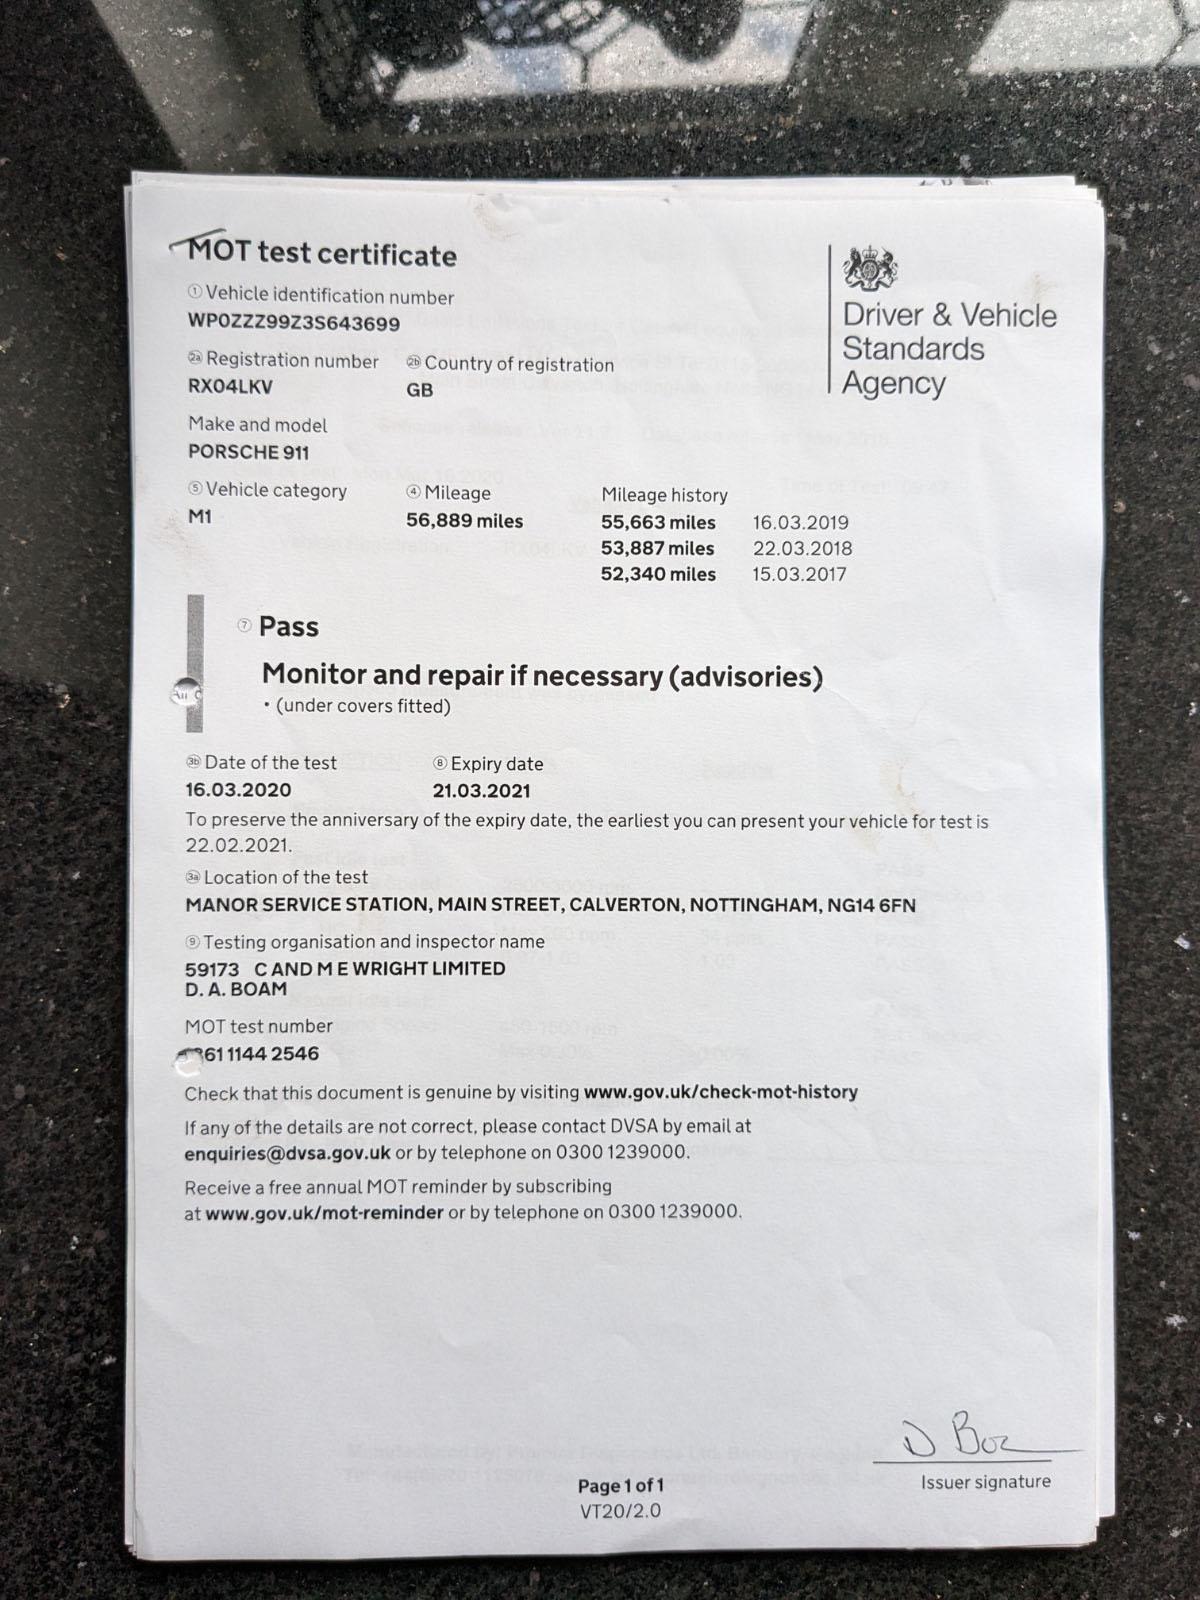 MOT test certificate
① Vehicle identification number
WP0ZZZ99Z3S643699
2a Registration number 2b Country of registration
RX04LKV GB
Make and model
PORSCHE 911
⑤ Vehicle category ④ Mileage Mileage history
M1 56,889 miles 55,663 miles 16.03.2019
53,887 miles 22.03.2018
52,340 miles 15.03.2017
Driver & Vehicle
Standards
Agency
⑦ Pass
Monitor and repair if necessary (advisories)
• (under covers fitted)
3b Date of the test ⑧ Expiry date
16.03.2020 21.03.2021
To preserve the anniversary of the expiry date, the earliest you can present your vehicle for test is
22.02.2021.
3a Location of the test
MANOR SERVICE STATION, MAIN STREET, CALVERTON, NOTTINGHAM, NG14 6FN
⑨ Testing organisation and inspector name
59173 C AND M E WRIGHT LIMITED
D. A. BOAM
MOT test number
61 1144 2546
Check that this document is genuine by visiting www.gov.uk/check-mot-history
If any of the details are not correct, please contact DVSA by email at
enquiries@dvsa.gov.uk or by telephone on 0300 1239000.
Receive a free annual MOT reminder by subscribing
at www.gov.uk/mot-reminder or by telephone on 0300 1239000.
Issuer signature
Page 1 of 1
VT20/2.0